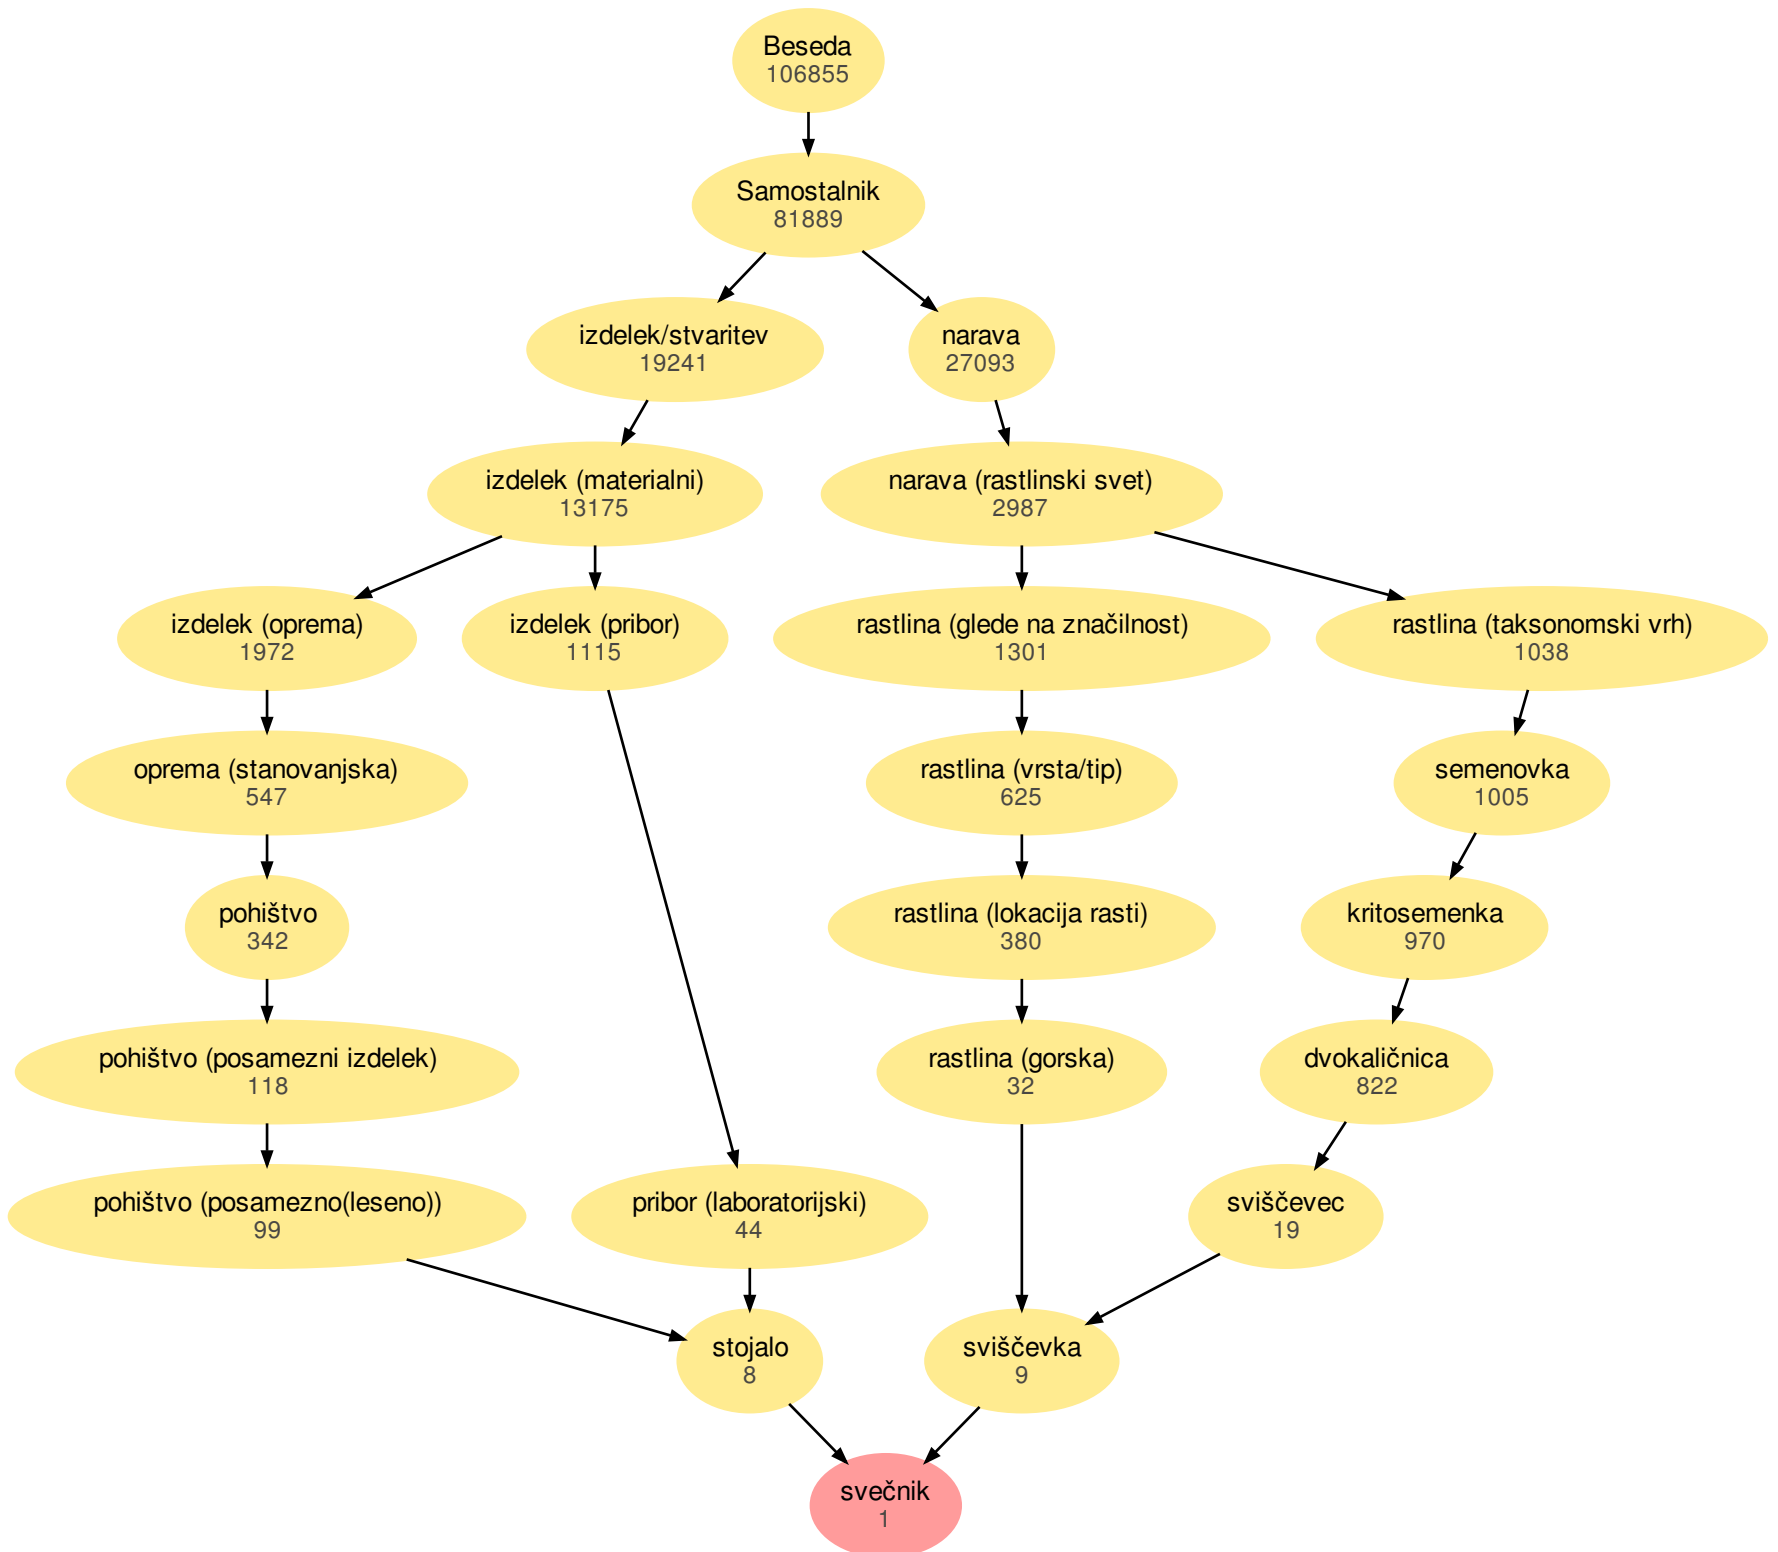 Beseda
106855
Samostalnik
81889
izdelek/stvaritev
19241
narava
27093
izdelek (materialni)
13175
narava (rastlinski svet)
2987
izdelek (oprema)
1972
izdelek (pribor)
1115
rastlina (glede na značilnost)
1301
rastlina (taksonomski vrh)
1038
oprema (stanovanjska)
547
rastlina (vrsta/tip)
625
semenovka
1005
pohištvo
342
rastlina (lokacija rasti)
380
kritosemenka
970
pohištvo (posamezni izdelek)
118
rastlina (gorska)
32
dvokaličnica
822
pohištvo (posamezno(leseno))
99
pribor (laboratorijski)
44
sviščevec
19
stojalo
8
sviščevka
9
svečnik
1